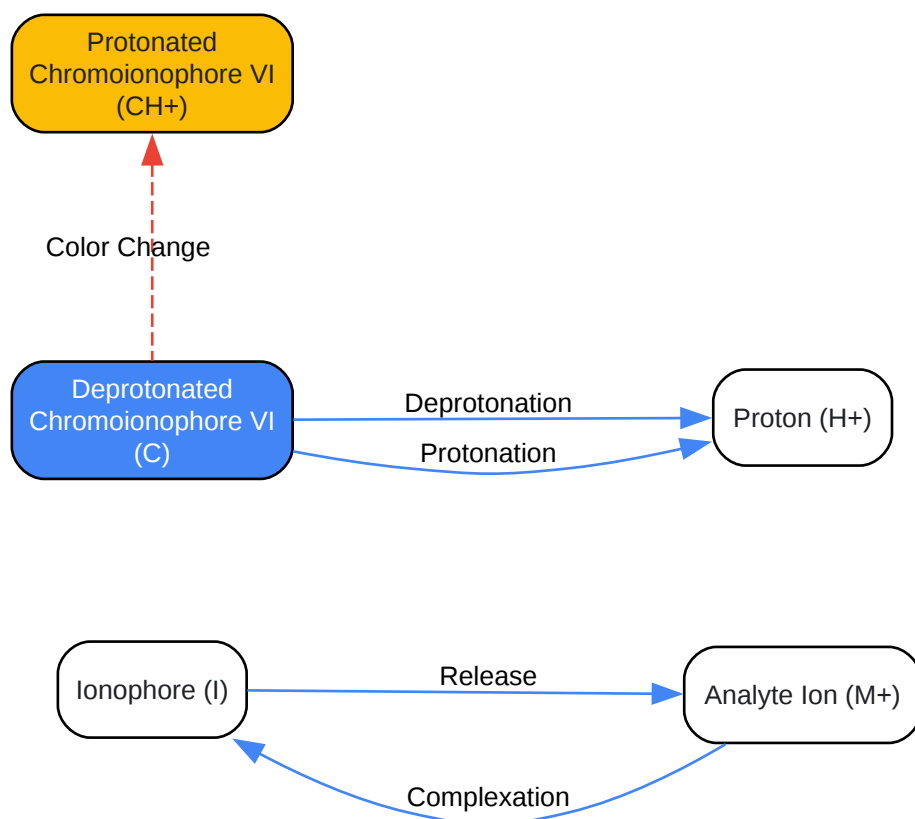 Protonated
Chromoionophore VI
(CH+)
Color Change
Deprotonated
Chromoionophore VI
(C)
Deprotonation
Protonation
Proton (H+)
Ionophore (I)
Release
Analyte Ion (M+)
Complexation